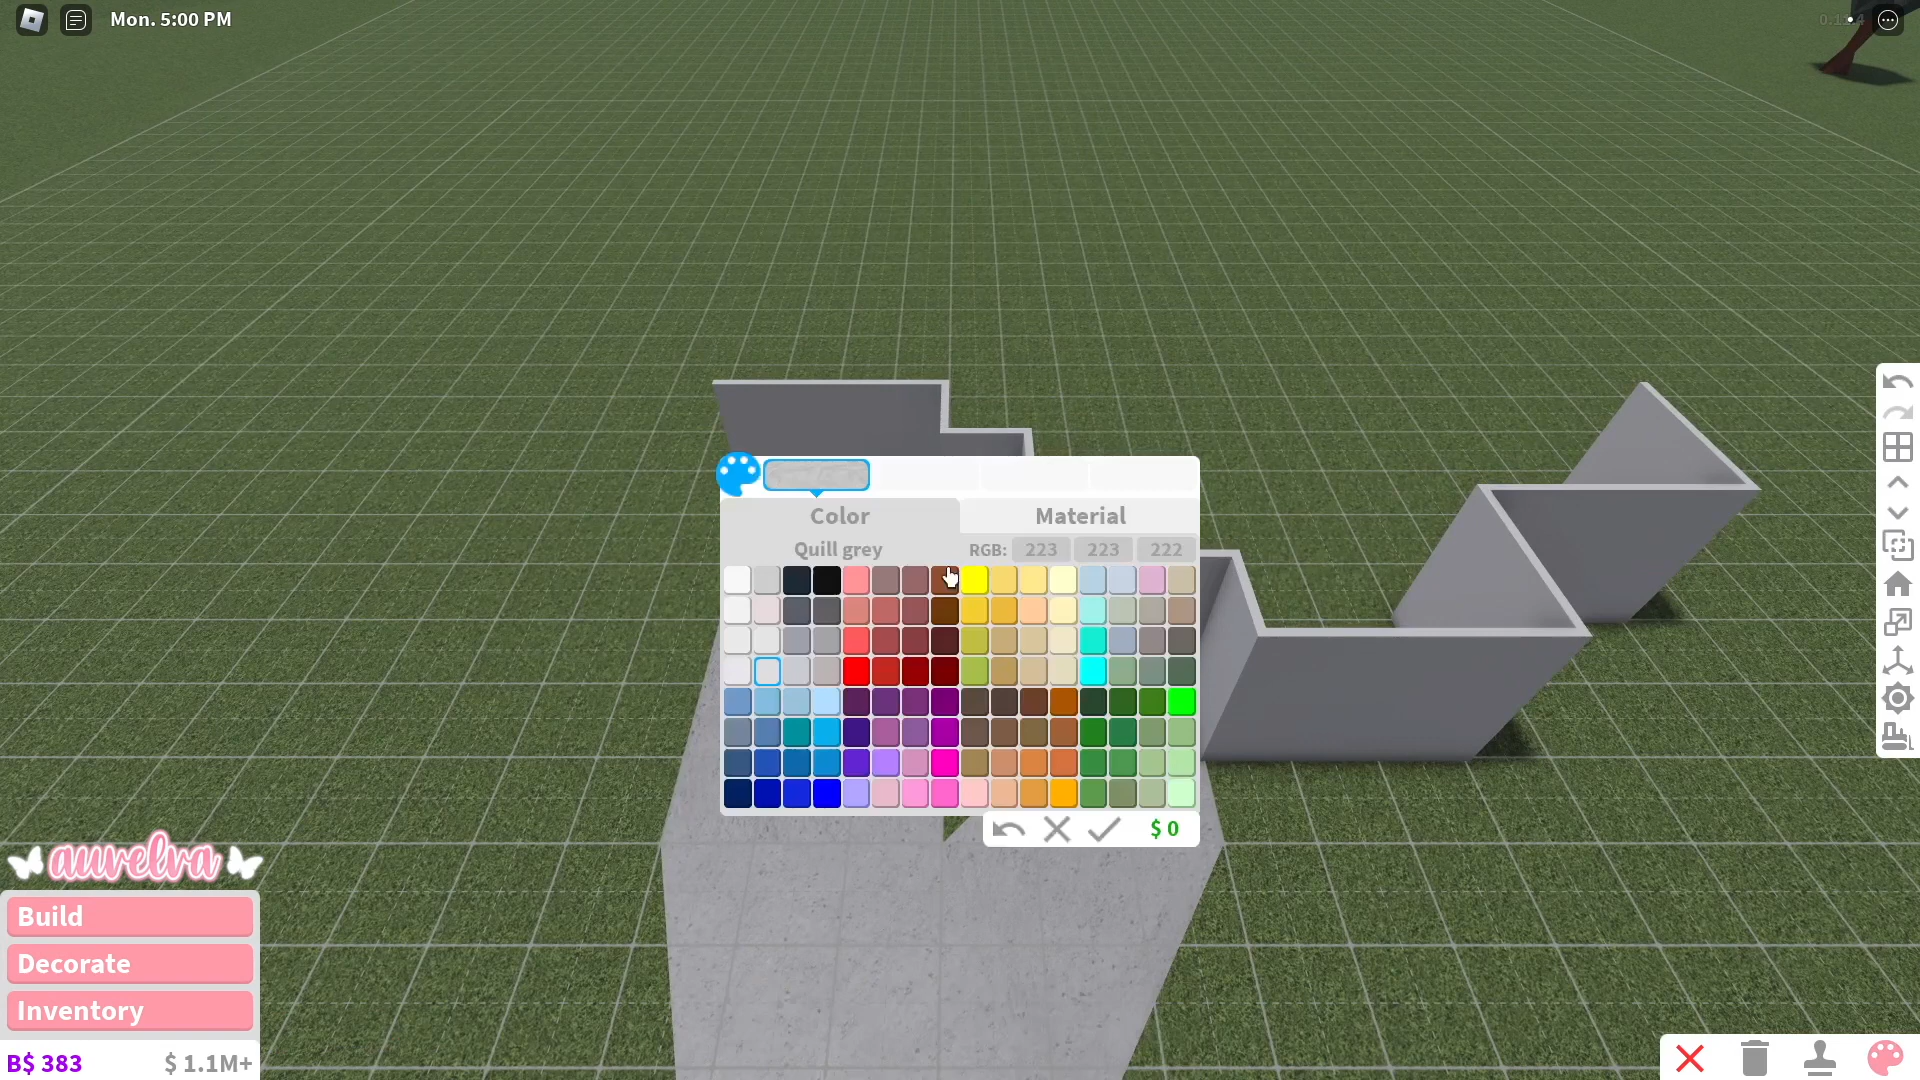 Mon. 5:00 PM
Color
Material
Quill grey
RGB: 223 223 222
$ 0
aurelva
Build
Decorate
Inventory
B$ 383
$ 1.1M+